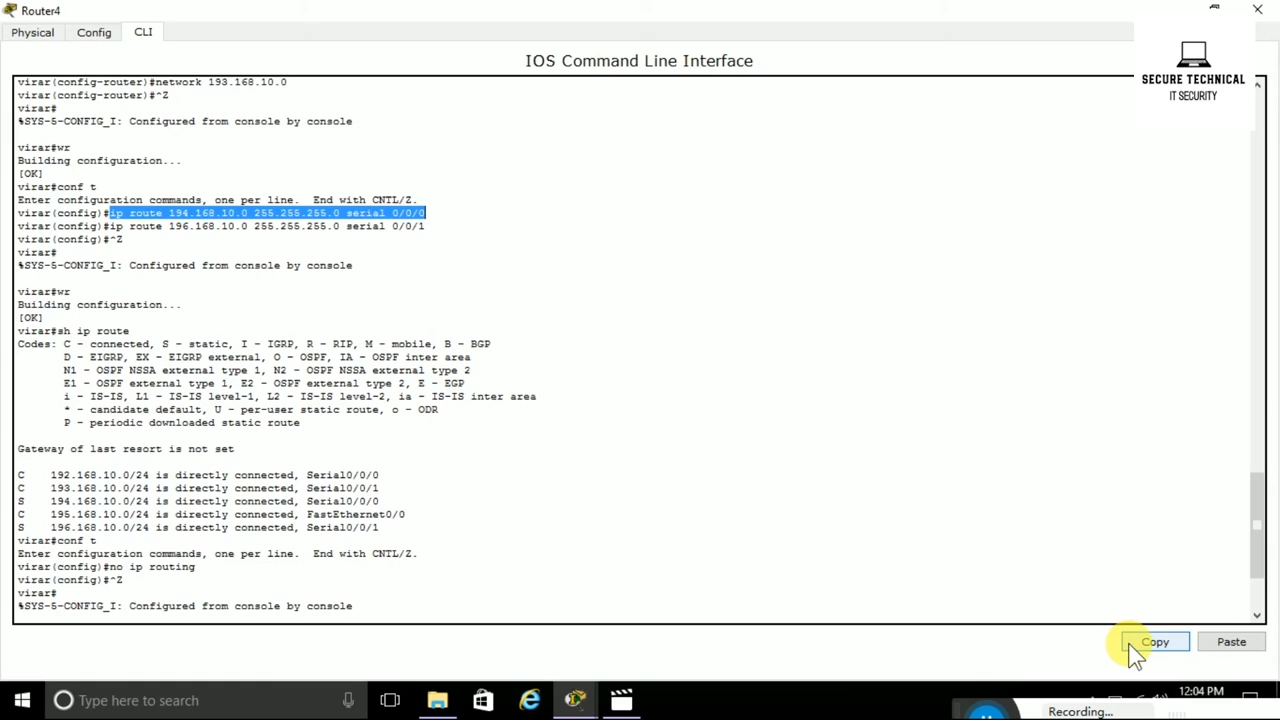 Router4
Physical Config CLI
IOS Command Line Interface
SECURE TECHNICAL
IT SECURITY
virar(config-router)#network 193.168.10.0
virar(config-router)#^Z
virar#
%SYS-5-CONFIG_I: Configured from console by console
virar#wr
Building configuration...
[OK]
virar#conf t
Enter configuration commands, one per line.  End with CNTL/Z.
virar(config)#ip route 194.168.10.0 255.255.255.0 serial 0/0/0
virar(config)#ip route 196.168.10.0 255.255.255.0 serial 0/0/1
virar(config)#^Z
virar#
%SYS-5-CONFIG_I: Configured from console by console
virar#wr
Building configuration...
[OK]
virar#sh ip route
Codes: C - connected, S - static, I - IGRP, R - RIP, M - mobile, B - BGP
D - EIGRP, EX - EIGRP external, O - OSPF, IA - OSPF inter area
N1 - OSPF NSSA external type 1, N2 - OSPF NSSA external type 2
E1 - OSPF external type 1, E2 - OSPF external type 2, E - EGP
i - IS-IS, L1 - IS-IS level-1, L2 - IS-IS level-2, ia - IS-IS inter area
* - candidate default, U - per-user static route, o - ODR
P - periodic downloaded static route
Gateway of last resort is not set
C    192.168.10.0/24 is directly connected, Serial0/0/0
C    193.168.10.0/24 is directly connected, Serial0/0/1
S    194.168.10.0/24 is directly connected, Serial0/0/0
C    195.168.10.0/24 is directly connected, FastEthernet0/0
S    196.168.10.0/24 is directly connected, Serial0/0/1
virar#conf t
Enter configuration commands, one per line.  End with CNTL/Z.
virar(config)#no ip routing
virar(config)#^Z
virar#
%SYS-5-CONFIG_I: Configured from console by console
Copy Paste
Type here to search
12:04 PM
Recording...